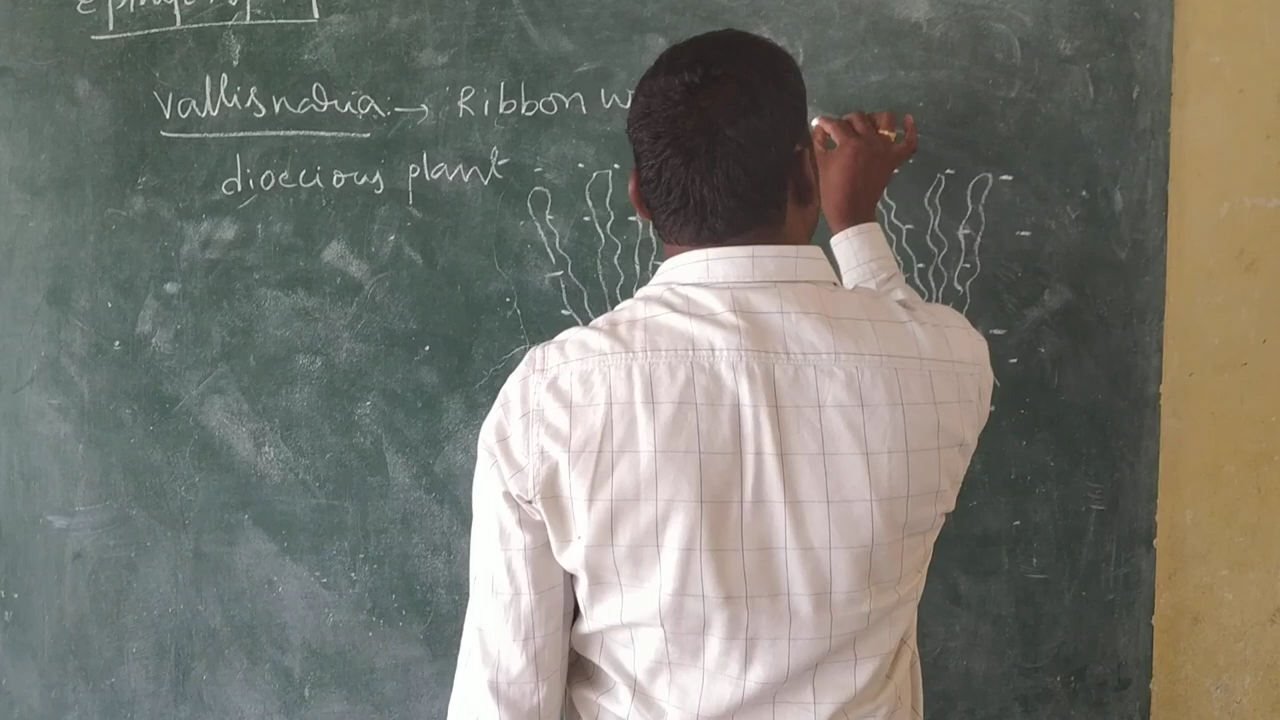 vallisnaria → Ribbon w
dioecious plant